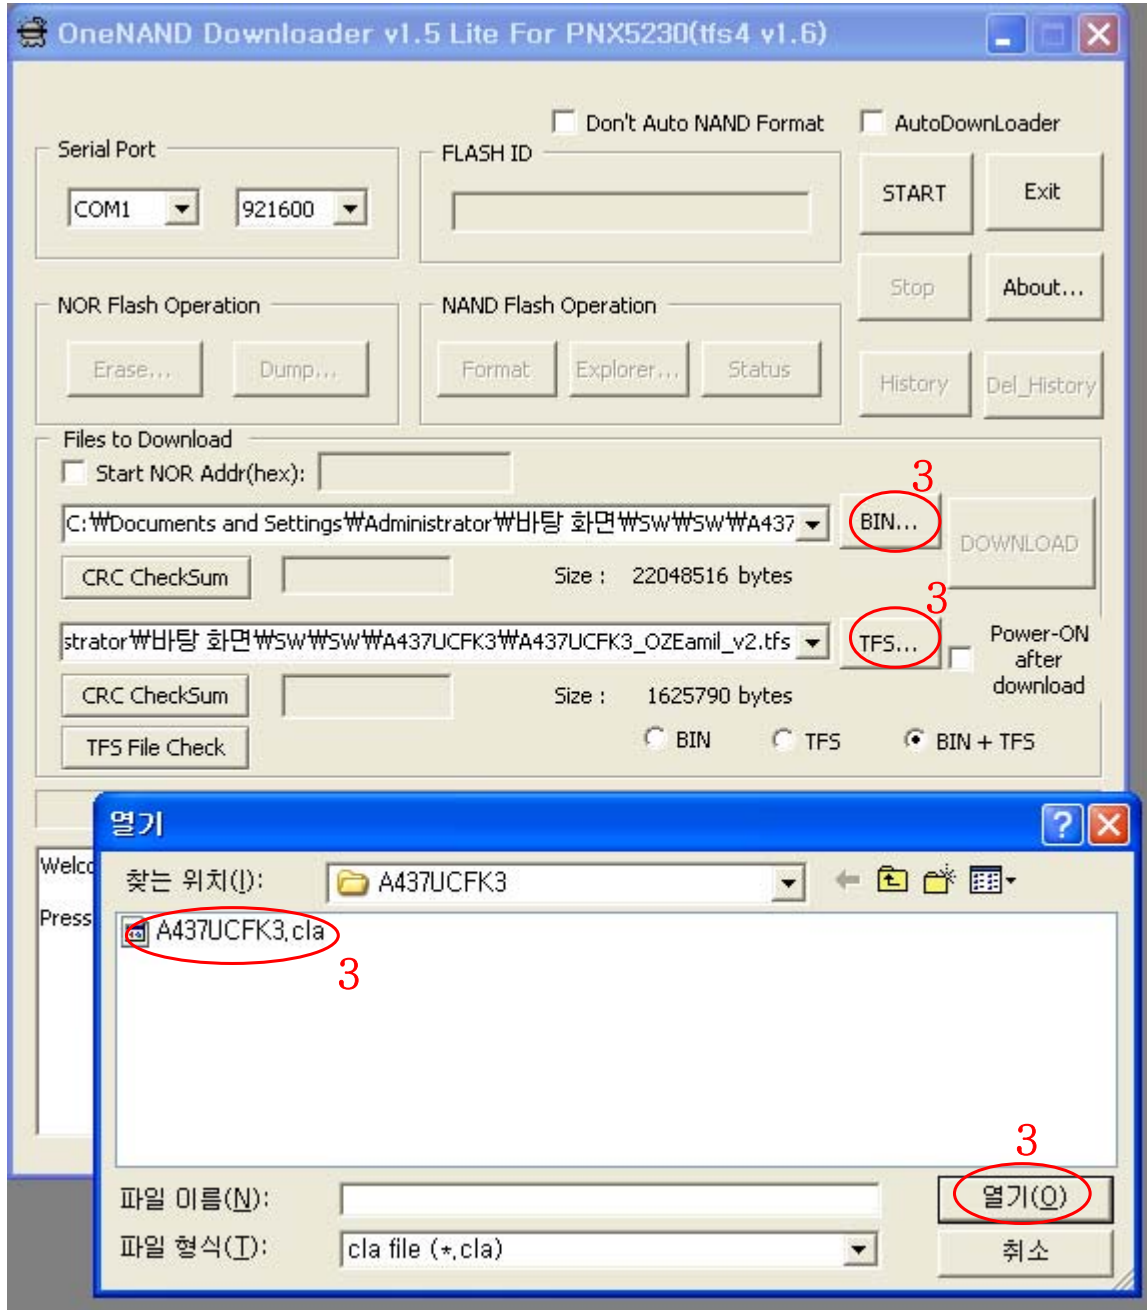 OneNAND Downloader v1.5 Lite For PNX5230(tfs4 v1.6)
Don't Auto NAND Format
AutoDownLoader
Serial Port
FLASH ID
COM1
921600
START
Exit
Stop
About...
NOR Flash Operation
NAND Flash Operation
Erase...
Dump...
Format
Explorer...
Status
History
Del_History
Files to Download
Start NOR Addr(hex):
3
C:₩Documents and Settings₩Administrator₩바탕 화면₩SW₩SW₩A437
BIN...
DOWNLOAD
CRC CheckSum
Size : 22048516 bytes
3
strator₩바탕 화면₩SW₩SW₩A437UCFK3₩A437UCFK3_OZEamil_v2.tfs
TFS...
Power-ON
after
download
CRC CheckSum
Size : 1625790 bytes
TFS File Check
BIN
TFS
BIN + TFS
열기
Welco
Press
찾는 위치(I):
A437UCFK3
A437UCFK3.cla
3
3
파일 이름(N):
열기(O)
파일 형식(T):
cla file (*.cla)
취소